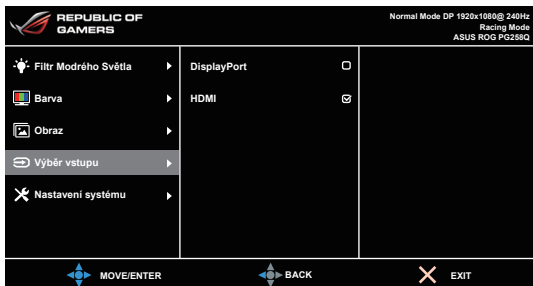 REPUBLIC OF
GAMERS
Normal Mode DP 1920x1080@ 240Hz
Racing Mode
ASUS ROG PG258Q
Filtr Modrého Světla
DisplayPort
Barva
HDMI
Obraz
Výběr vstupu
Nastavení systému
MOVE/ENTER
BACK
EXIT